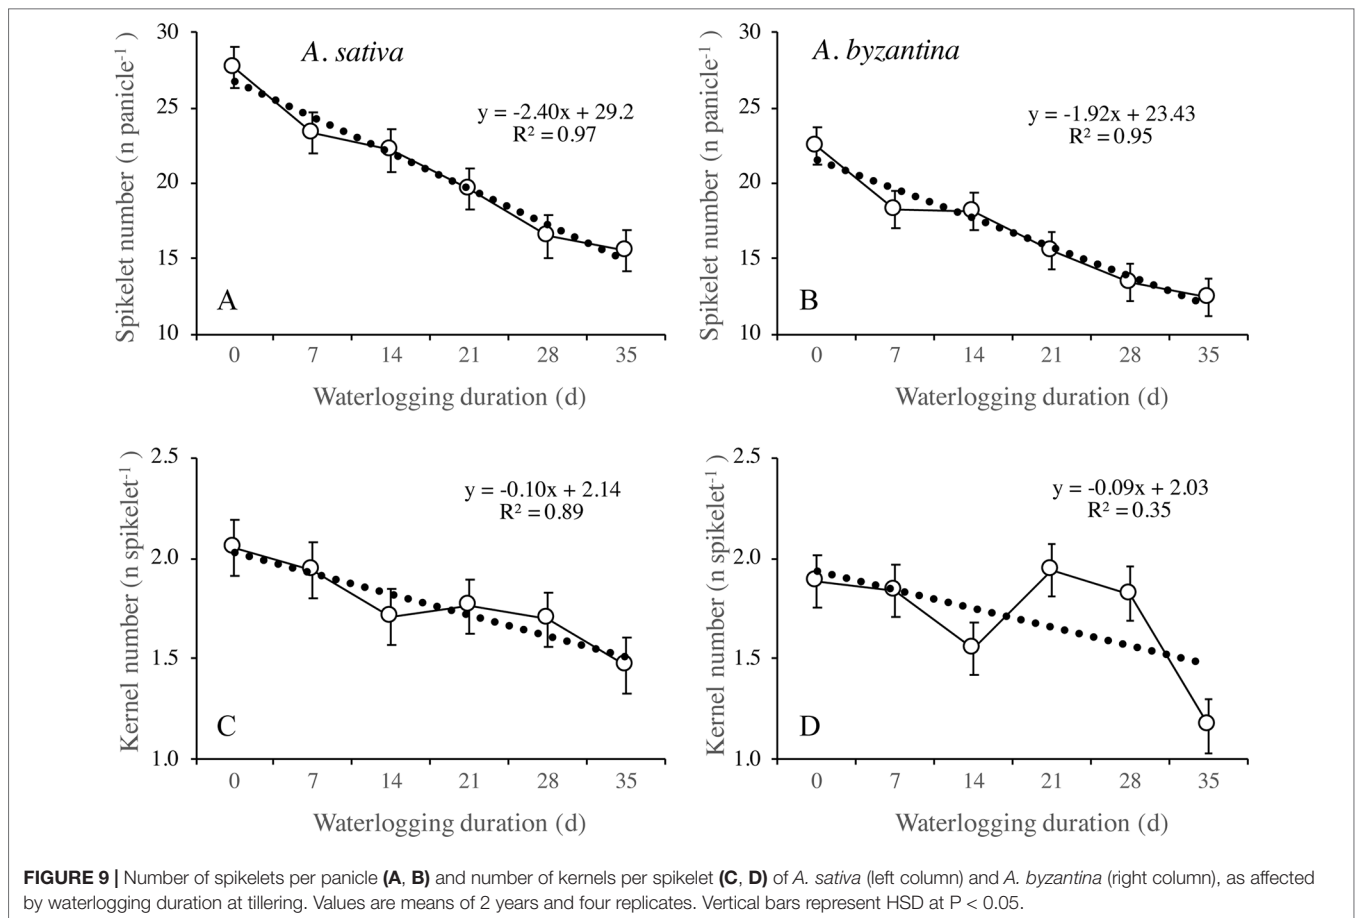 A. sativa
Spikelet number (n panicle⁻¹)
30
25
20
15
10
y = -2.40x + 29.2
R² = 0.97
A
0 7 14 21 28 35
Waterlogging duration (d)
A. byzantina
Spikelet number (n panicle⁻¹)
30
25
20
15
10
y = -1.92x + 23.43
R² = 0.95
B
0 7 14 21 28 35
Waterlogging duration (d)
Kernel number (n spikelet⁻¹)
2.5
2.0
1.5
1.0
y = -0.10x + 2.14
R² = 0.89
C
0 7 14 21 28 35
Waterlogging duration (d)
Kernel number (n spikelet⁻¹)
2.5
2.0
1.5
1.0
y = -0.09x + 2.03
R² = 0.35
D
0 7 14 21 28 35
Waterlogging duration (d)
FIGURE 9 | Number of spikelets per panicle (A, B) and number of kernels per spikelet (C, D) of A. sativa (left column) and A. byzantina (right column), as affected
by waterlogging duration at tillering. Values are means of 2 years and four replicates. Vertical bars represent HSD at P < 0.05.